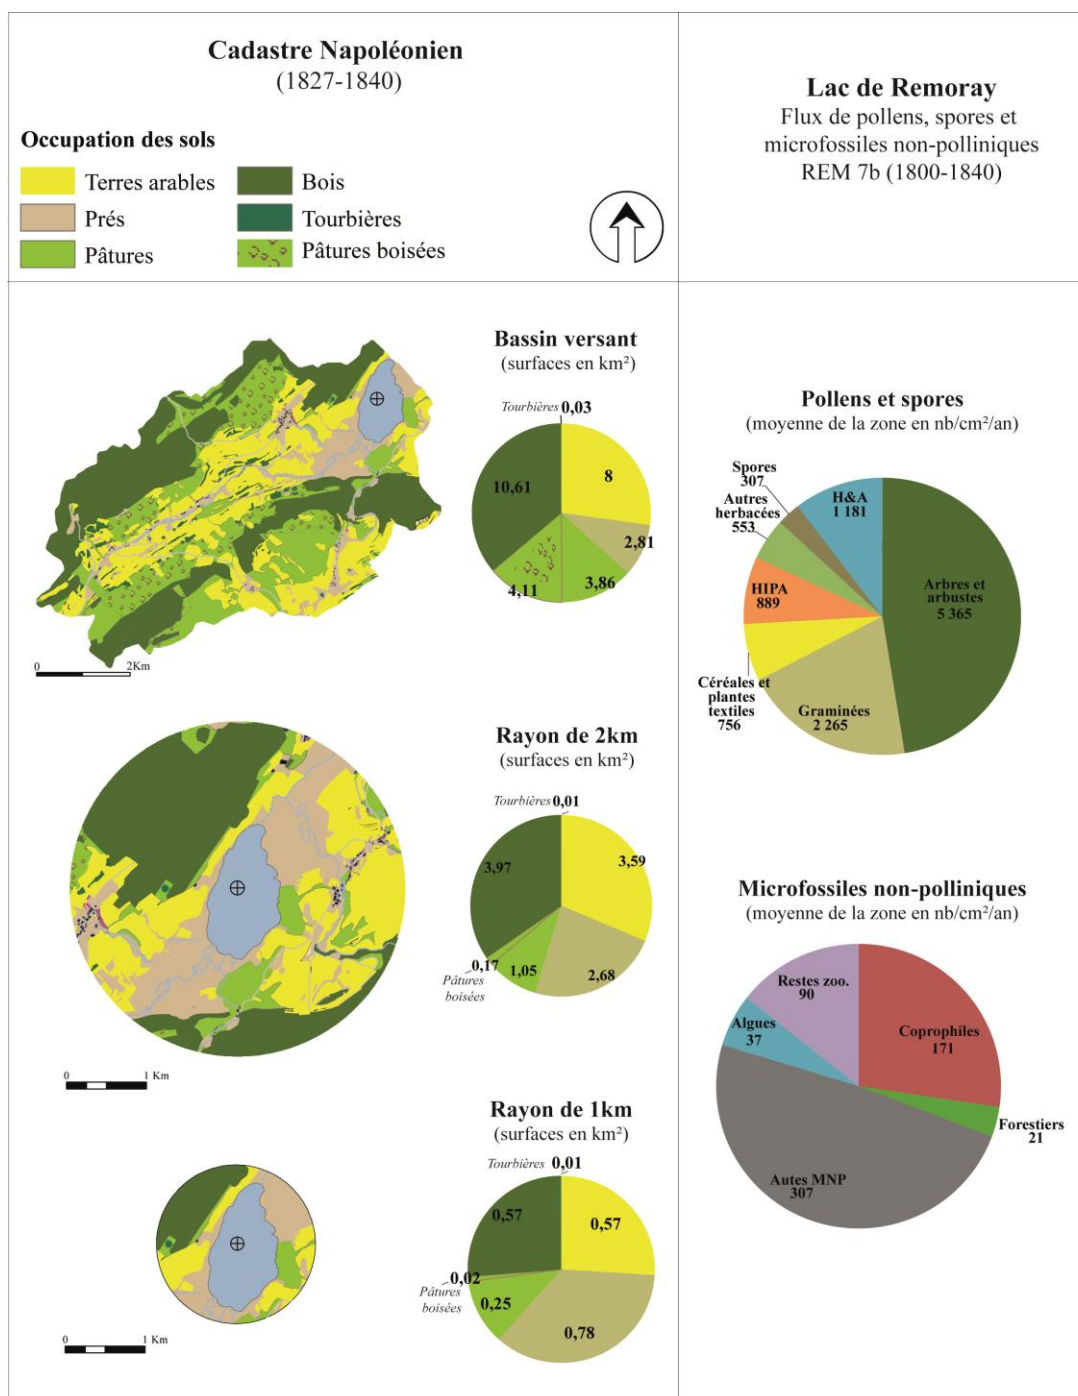 Cadastre Napoléonien
(1827-1840)
Occupation des sols
Terres arables
Prés
Pâtures
Bois
Tourbières
Pâtures boisées
Lac de Remoray
Flux de pollens, spores et
microfossiles non-polliniques
REM 7b (1800-1840)
Bassin versant
(surfaces en km²)
Tourbières 0,03
8
2,81
3,86
4,11
10,61
0 2Km
Rayon de 2km
(surfaces en km²)
Tourbières 0,01
3,59
2,68
1,05
0,17
Pâtures
boisées
3,97
0 1 Km
Rayon de 1km
(surfaces en km²)
Tourbières 0,01
0,57
0,78
0,25
0,02
Pâtures
boisées
0,57
0 1 Km
Pollens et spores
(moyenne de la zone en nb/cm²/an)
Spores
307
H&A
1 181
Autres
herbacées
553
Arbres et
arbustes
5 365
HIPA
889
Céréales et
plantes
textiles
756
Graminées
2 265
Microfossiles non-polliniques
(moyenne de la zone en nb/cm²/an)
Restes zoo.
90
Algues
37
Coprophiles
171
Forestiers
21
Autes MNP
307